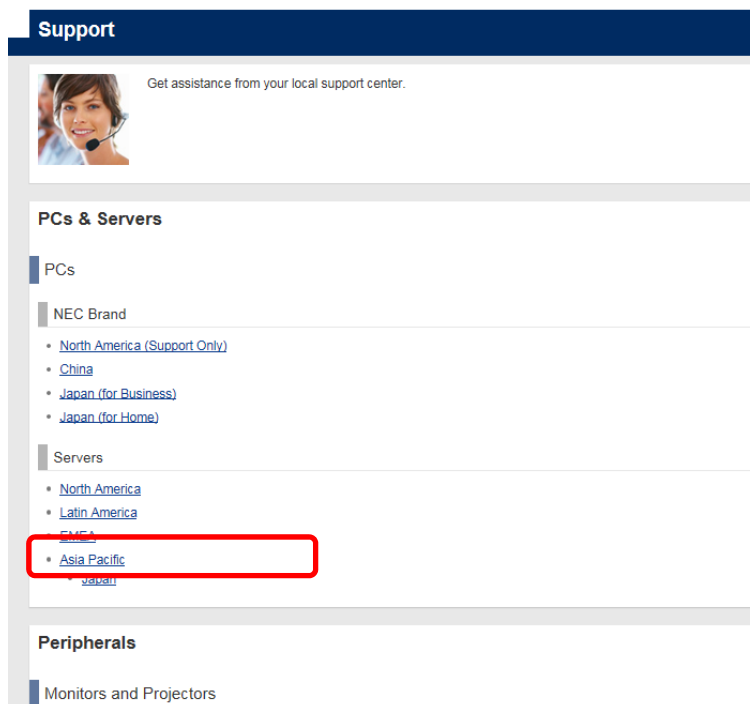 Support
Get assistance from your local support center.
PCs & Servers
PCs
NEC Brand
North America (Support Only)
China
Japan (for Business)
Japan (for Home)
Servers
North America
Latin America
EMEA
Asia Pacific
Japan
Peripherals
Monitors and Projectors